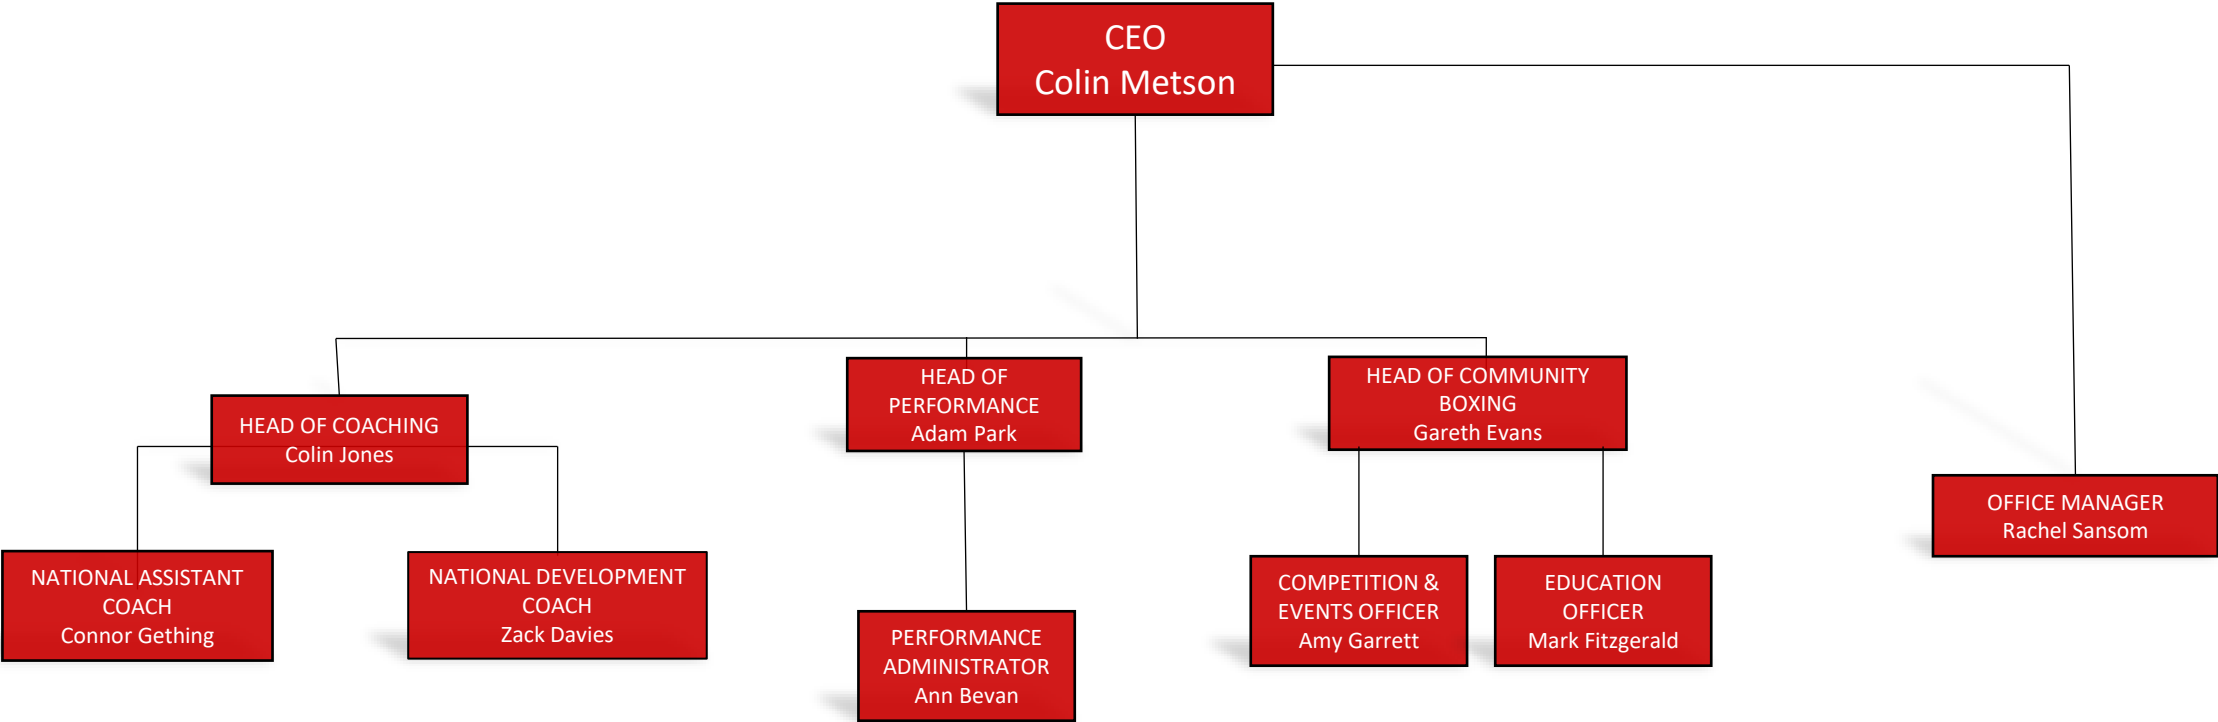 CEO
Colin Metson
HEAD OF COACHING
Colin Jones
HEAD OF
PERFORMANCE
Adam Park
HEAD OF COMMUNITY
BOXING
Gareth Evans
OFFICE MANAGER
Rachel Sansom
NATIONAL ASSISTANT
COACH
Connor Gething
NATIONAL DEVELOPMENT
COACH
Zack Davies
PERFORMANCE
ADMINISTRATOR
Ann Bevan
COMPETITION &
EVENTS OFFICER
Amy Garrett
EDUCATION
OFFICER
Mark Fitzgerald